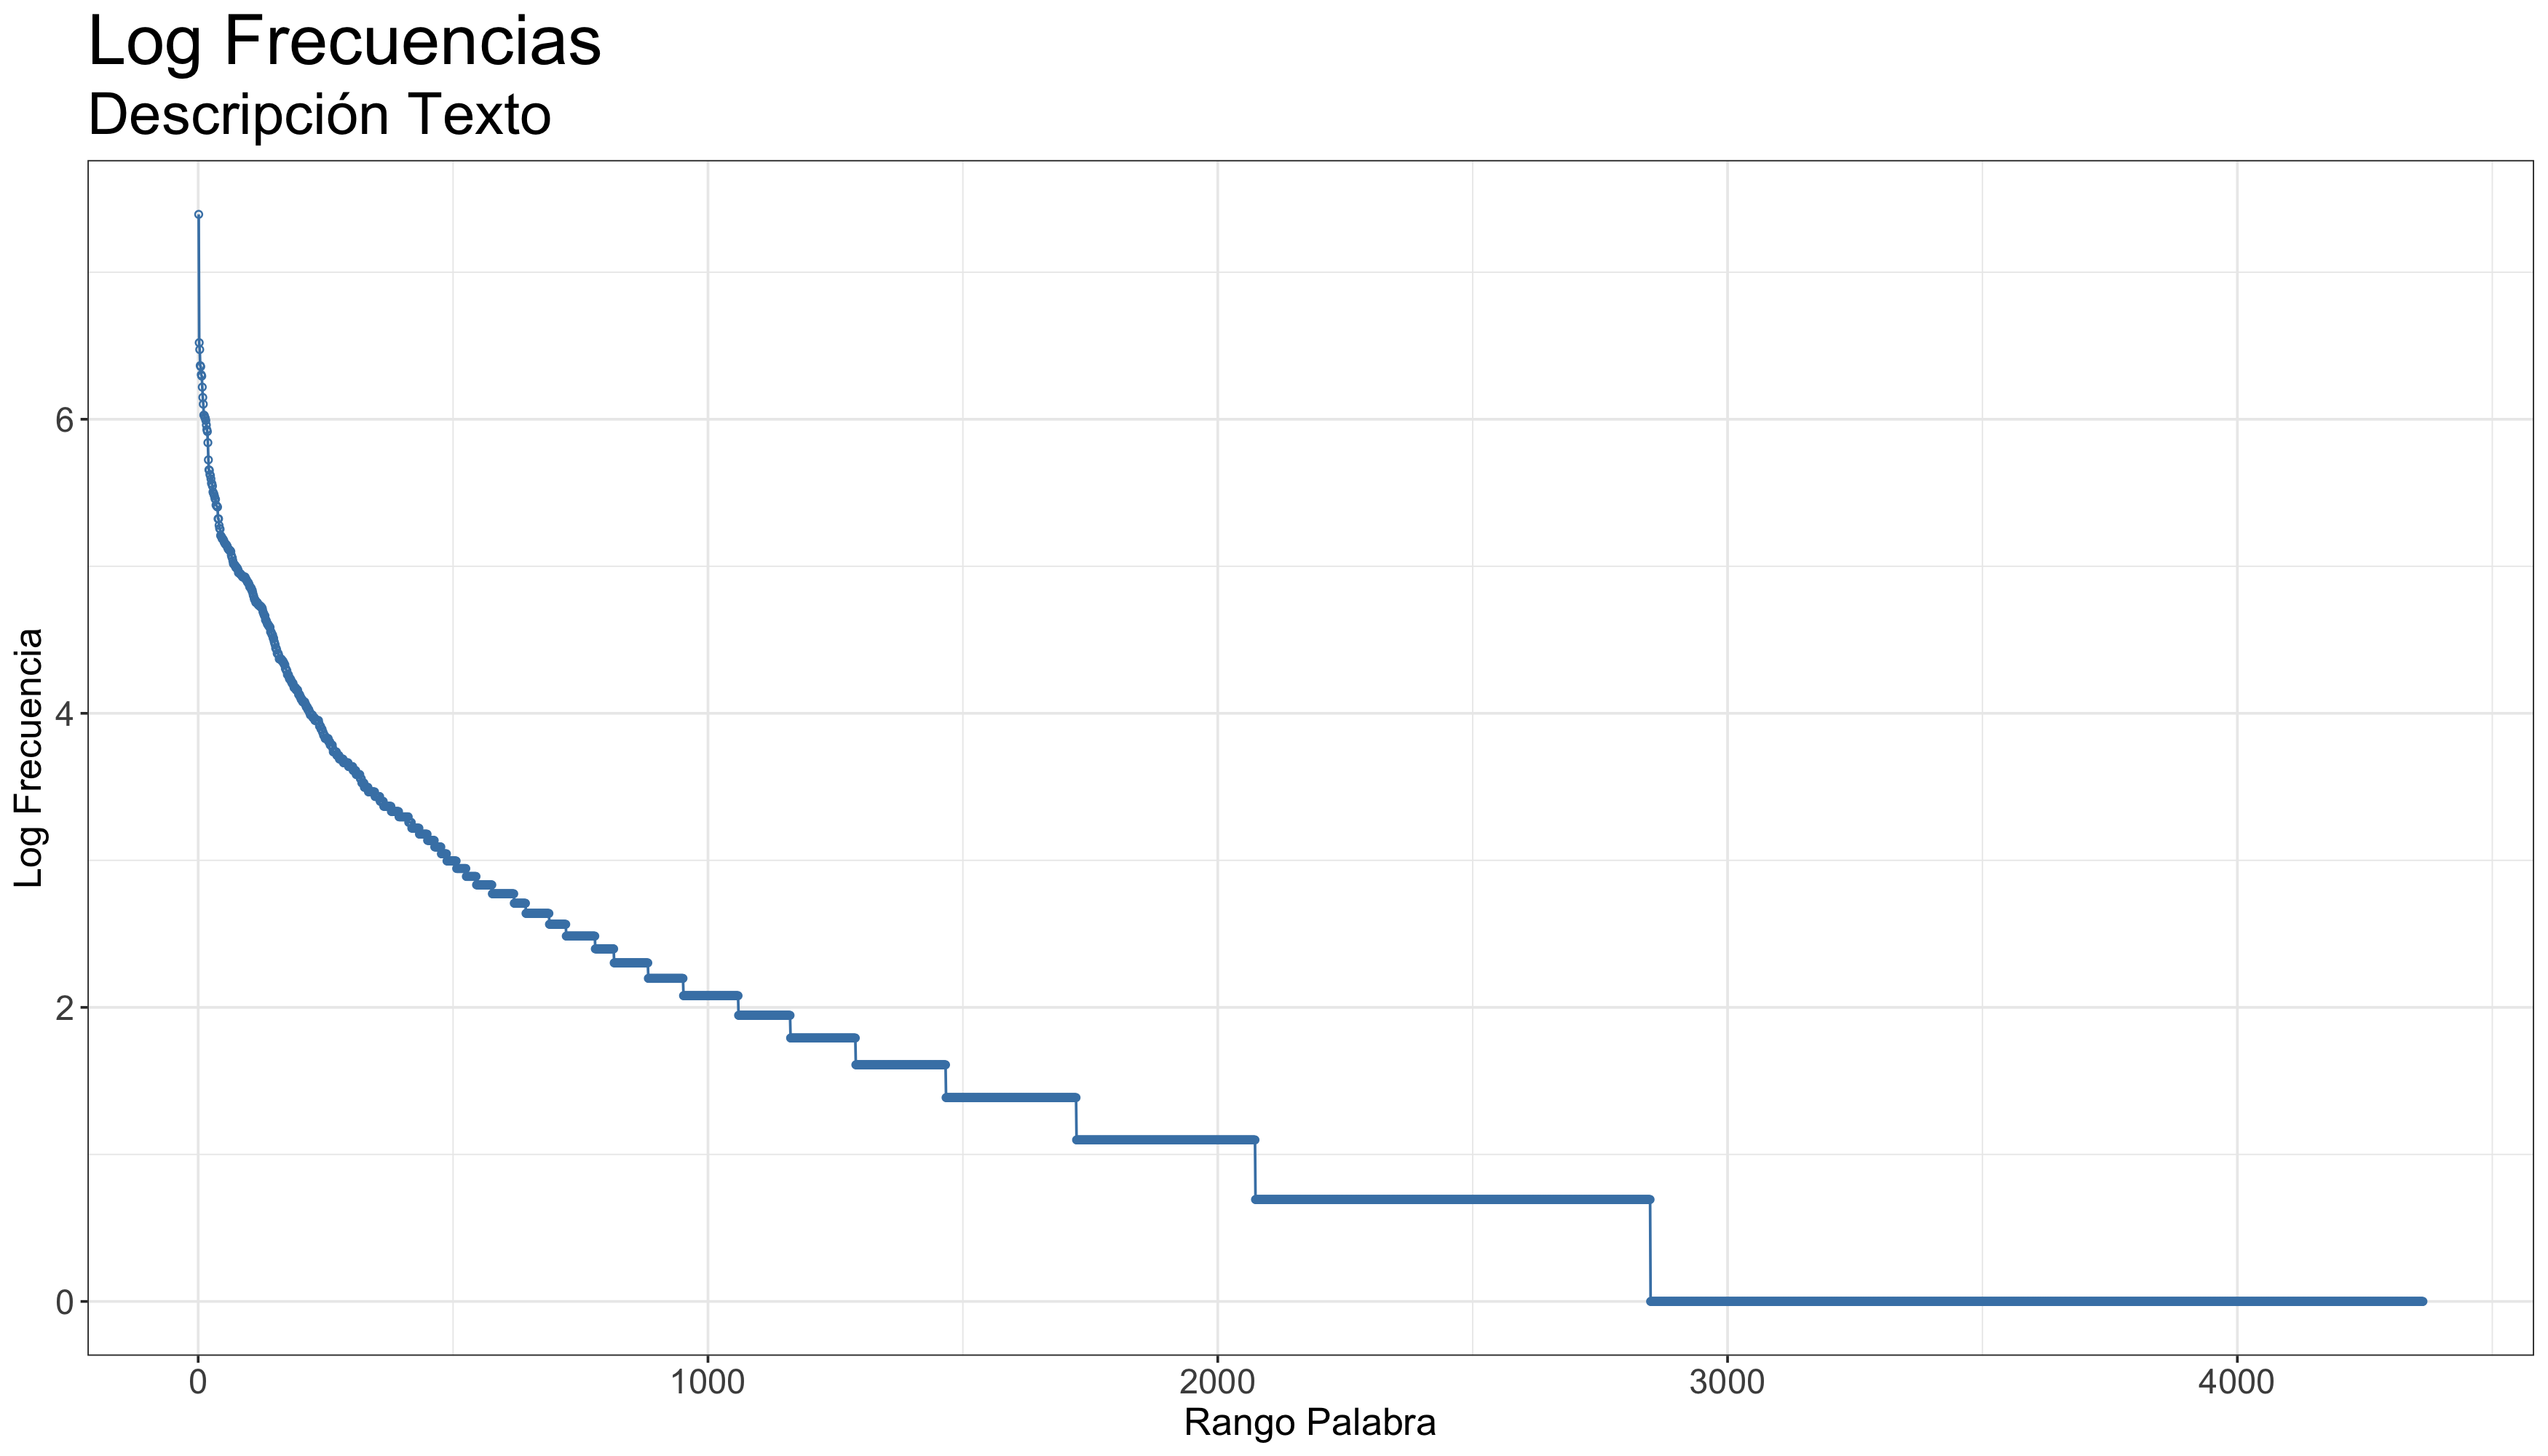 Log Frecuencias
Descripción Texto
Log Frecuencia
6
4
2
0
0 1000 2000 3000 4000
Rango Palabra